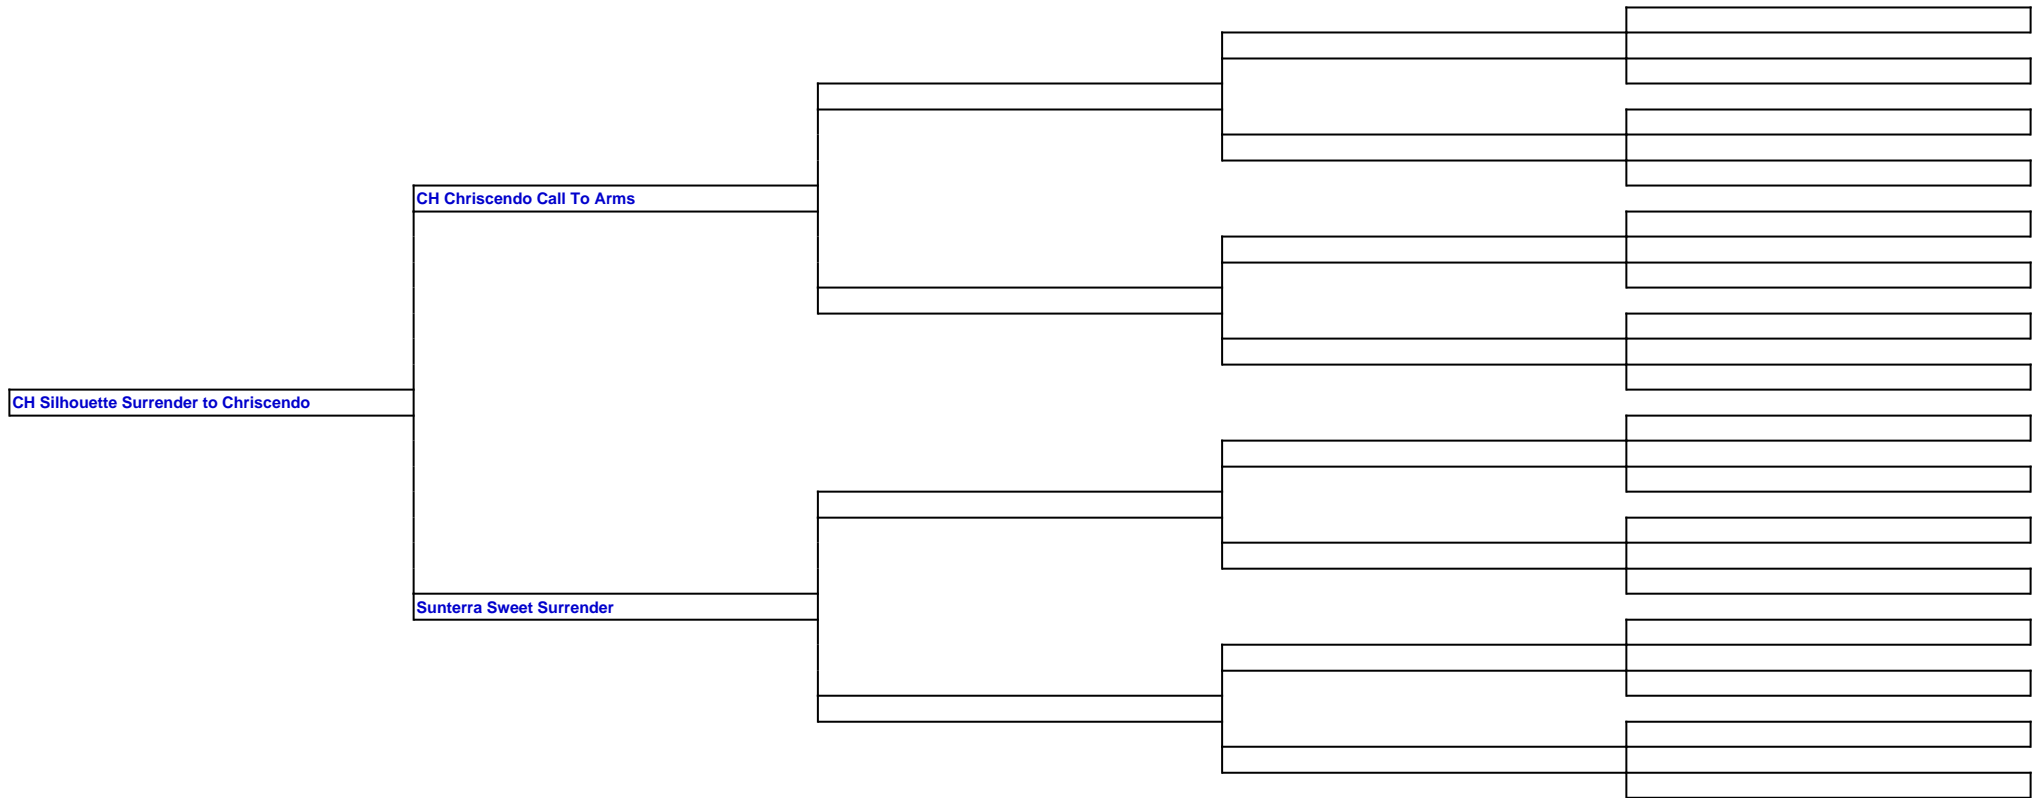 CH Chriscendo Call To Arms
CH Silhouette Surrender to Chriscendo
Sunterra Sweet Surrender